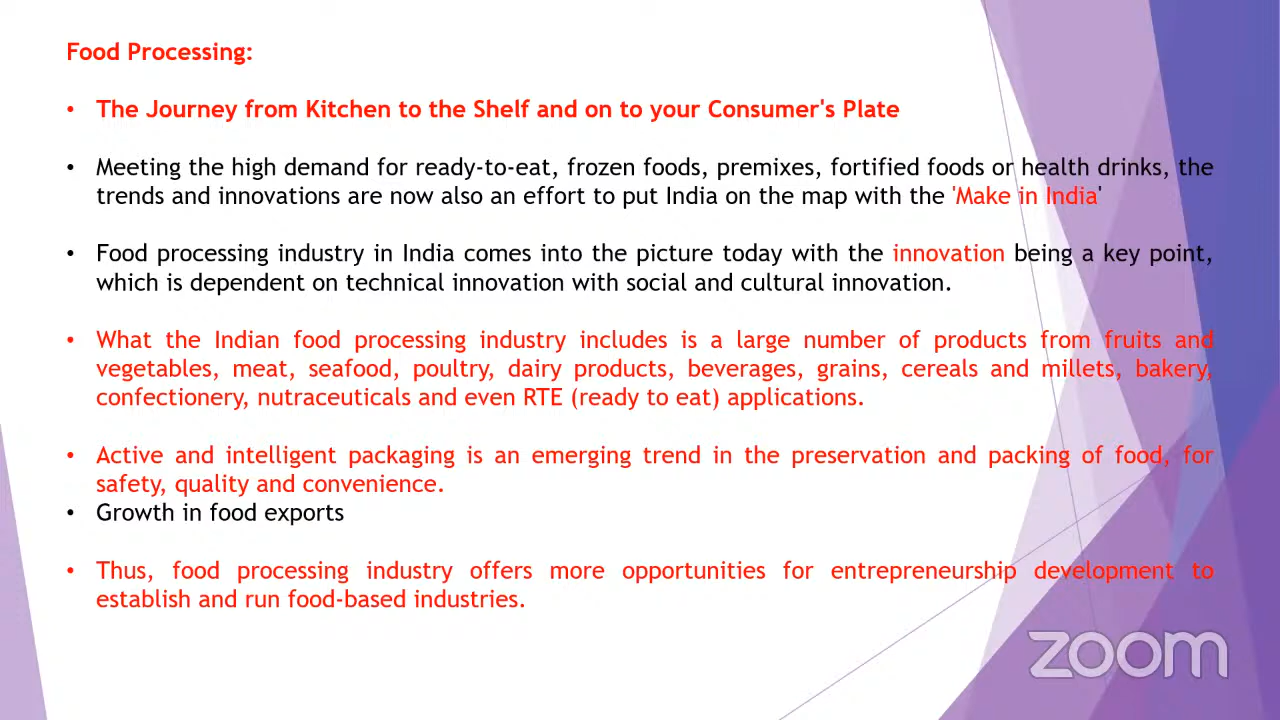 Food Processing:
• The Journey from Kitchen to the Shelf and on to your Consumer's Plate
• Meeting the high demand for ready-to-eat, frozen foods, premixes, fortified foods or health drinks, the
trends and innovations are now also an effort to put India on the map with the 'Make in India'
• Food processing industry in India comes into the picture today with the innovation being a key point,
which is dependent on technical innovation with social and cultural innovation.
• What the Indian food processing industry includes is a large number of products from fruits and
vegetables, meat, seafood, poultry, dairy products, beverages, grains, cereals and millets, bakery,
confectionery, nutraceuticals and even RTE (ready to eat) applications.
• Active and intelligent packaging is an emerging trend in the preservation and packing of food, for
safety, quality and convenience.
• Growth in food exports
• Thus, food processing industry offers more opportunities for entrepreneurship development to
establish and run food-based industries.
zoom